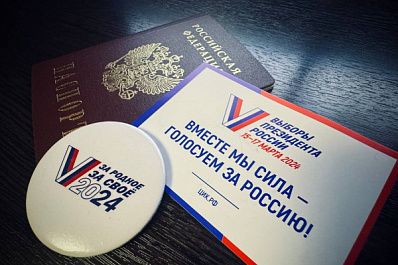 РОССИЙСКАЯ
ФЕДЕРАЦИЯ
ПАСПОРТ
V
ВЫБОРЫ
ПРЕЗИДЕНТА
РОССИИ
15–17 МАРТА 2024
ВМЕСТЕ МЫ СИЛА –
ГОЛОСУЕМ ЗА РОССИЮ!
ЦИК.РФ
V
ЗА РОДНОЕ
ЗА СВОЁ
2024